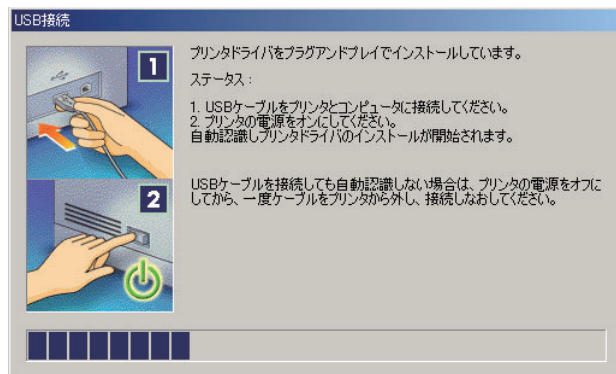 USB接続
1
プリンタドライバをプラグアンドプレイでインストールしています。
ステータス：
1. USBケーブルをプリンタとコンピュータに接続してください。
2. プリンタの電源をオンにしてください。
自動認識しプリンタドライバのインストールが開始されます。
2
USBケーブルを接続しても自動認識しない場合は、プリンタの電源をオフに
してから、一度ケーブルをプリンタから外し、接続しなおしてください。